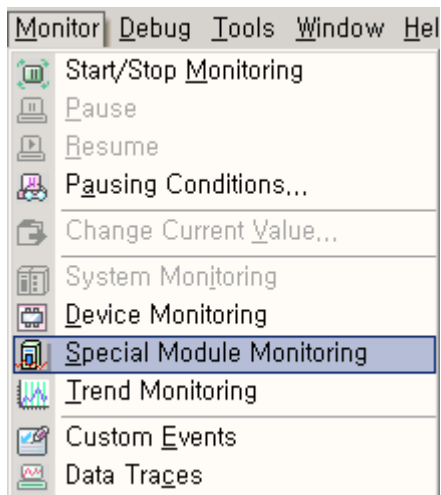 Monitor Debug Tools Window Hel
Start/Stop Monitoring
Pause
Resume
Pausing Conditions...
Change Current Value...
System Monitoring
Device Monitoring
Special Module Monitoring
Trend Monitoring
Custom Events
Data Traces